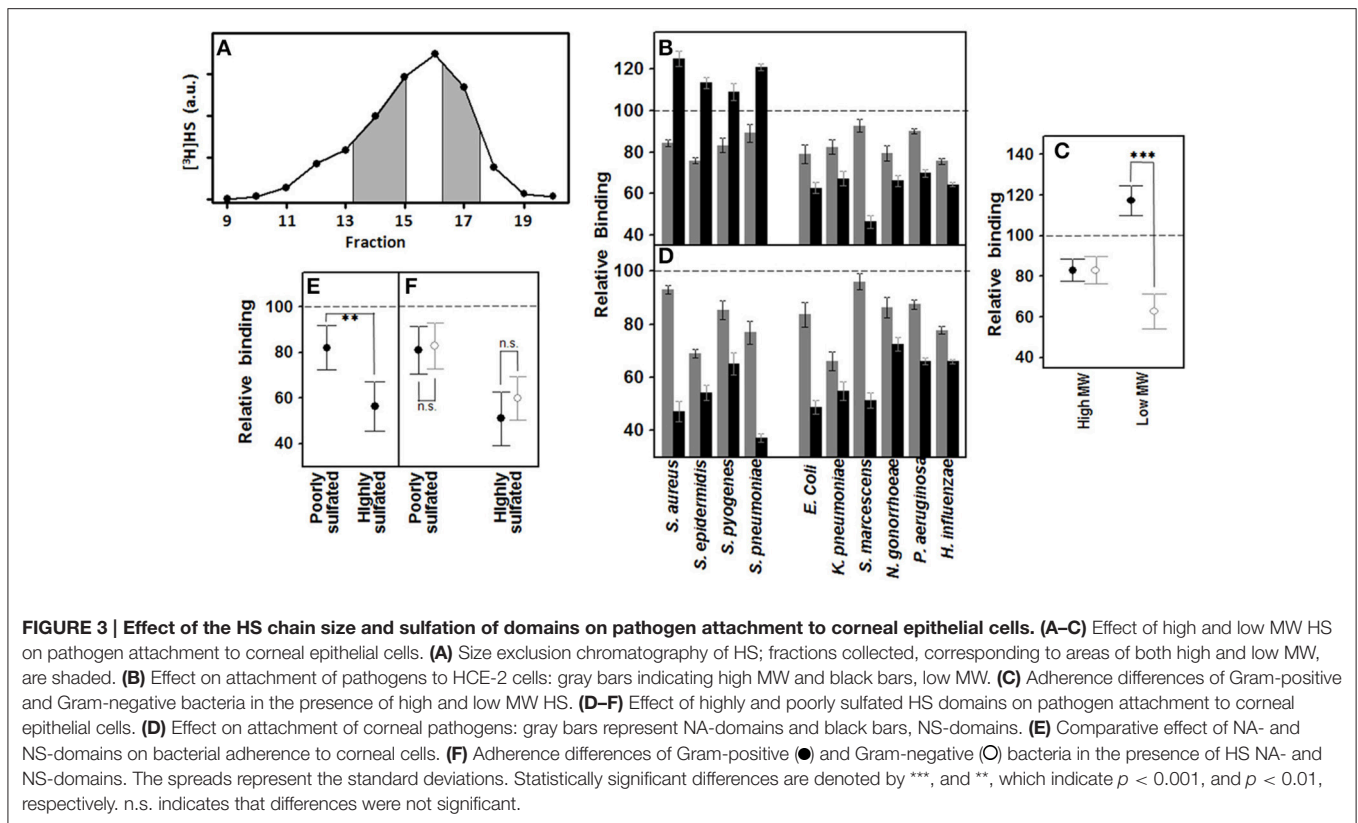 A
[³H]HS (a.u.)
9 11 13 15 17 19
Fraction
B
120
100
80
60
40
Relative Binding
C
***
140
120
100
80
60
40
Relative binding
High MW
Low MW
D
100
80
60
40
S. aureus
S. epidermidis
S. pyogenes
S. pneumoniae
E. Coli
K. pneumoniae
S. marcescens
N. gonorrhoeae
P. aeruginosa
H. influenzae
E
**
100
80
60
40
Relative binding
Poorly
sulfated
Highly
sulfated
F
n.s.
n.s.
Poorly
sulfated
Highly
sulfated
FIGURE 3 | Effect of the HS chain size and sulfation of domains on pathogen attachment to corneal epithelial cells. (A–C) Effect of high and low MW HS
on pathogen attachment to corneal epithelial cells. (A) Size exclusion chromatography of HS; fractions collected, corresponding to areas of both high and low MW,
are shaded. (B) Effect on attachment of pathogens to HCE-2 cells: gray bars indicating high MW and black bars, low MW. (C) Adherence differences of Gram-positive
and Gram-negative bacteria in the presence of high and low MW HS. (D–F) Effect of highly and poorly sulfated HS domains on pathogen attachment to corneal
epithelial cells. (D) Effect on attachment of corneal pathogens: gray bars represent NA-domains and black bars, NS-domains. (E) Comparative effect of NA- and
NS-domains on bacterial adherence to corneal cells. (F) Adherence differences of Gram-positive (●) and Gram-negative (○) bacteria in the presence of HS NA- and
NS-domains. The spreads represent the standard deviations. Statistically significant differences are denoted by ***, and **, which indicate p < 0.001, and p < 0.01,
respectively. n.s. indicates that differences were not significant.